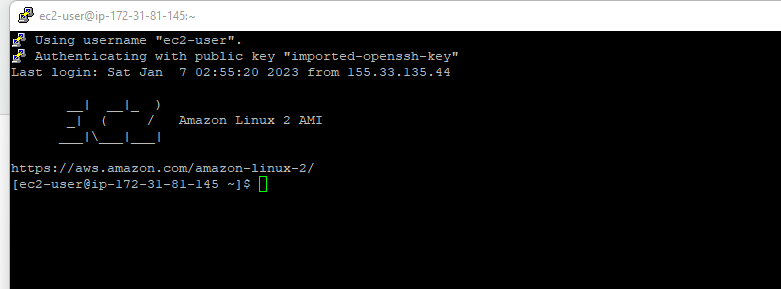 ec2-user@ip-172-31-81-145:~
Using username "ec2-user".
Authenticating with public key "imported-openssh-key"
Last login: Sat Jan  7 02:55:20 2023 from 155.33.135.44
       __|  __|_  )
       _|  (     /   Amazon Linux 2 AMI
      ___|\___|___|
https://aws.amazon.com/amazon-linux-2/
[ec2-user@ip-172-31-81-145 ~]$